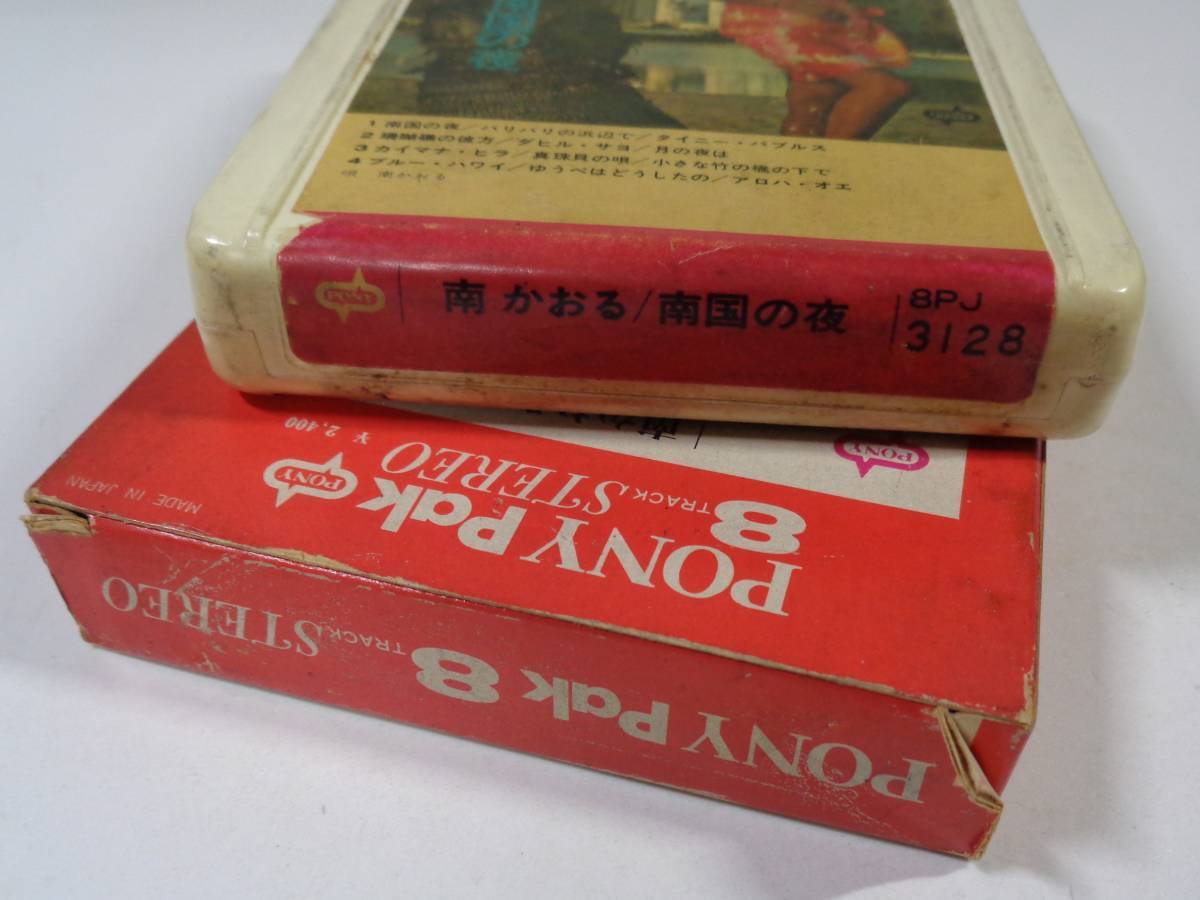 1 南国の夜/パリパリの浜辺で/タイニー・バブルス
2 珊瑚礁の彼方/ダヒル・サヨ/月の夜は
3 カイマナ・ヒラ/真珠貝の唄/小さな竹の橋の下で
4 ブルー・ハワイ/ゆうべはどうしたの/アロハ・オエ
唄 南かおる
PONY
南 かおる/南国の夜
8PJ
3128
PONY
¥ 2,400
PONY
PONY Pak
8 TRACK STEREO
MADE IN JAPAN
PONY Pak 8 TRACK STEREO